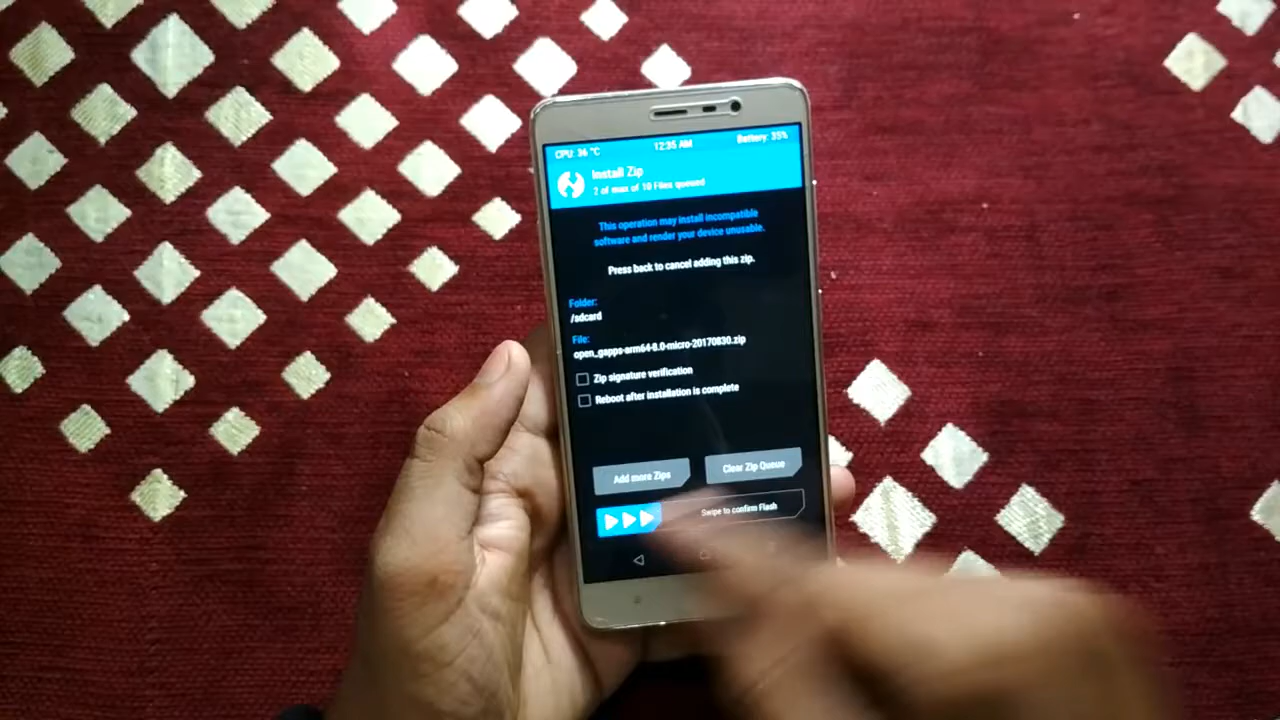 CPU: 36 °C 12:35 AM Battery: 35%
Install Zip
2 of max of 10 Files queued
This operation may install incompatible
software and render your device unusable.
Press back to cancel adding this zip.
Folder:
/sdcard
File:
open_gapps-arm64-8.0-micro-20170830.zip
Zip signature verification
Reboot after installation is complete
Add more Zips Clear Zip Queue
Swipe to confirm Flash